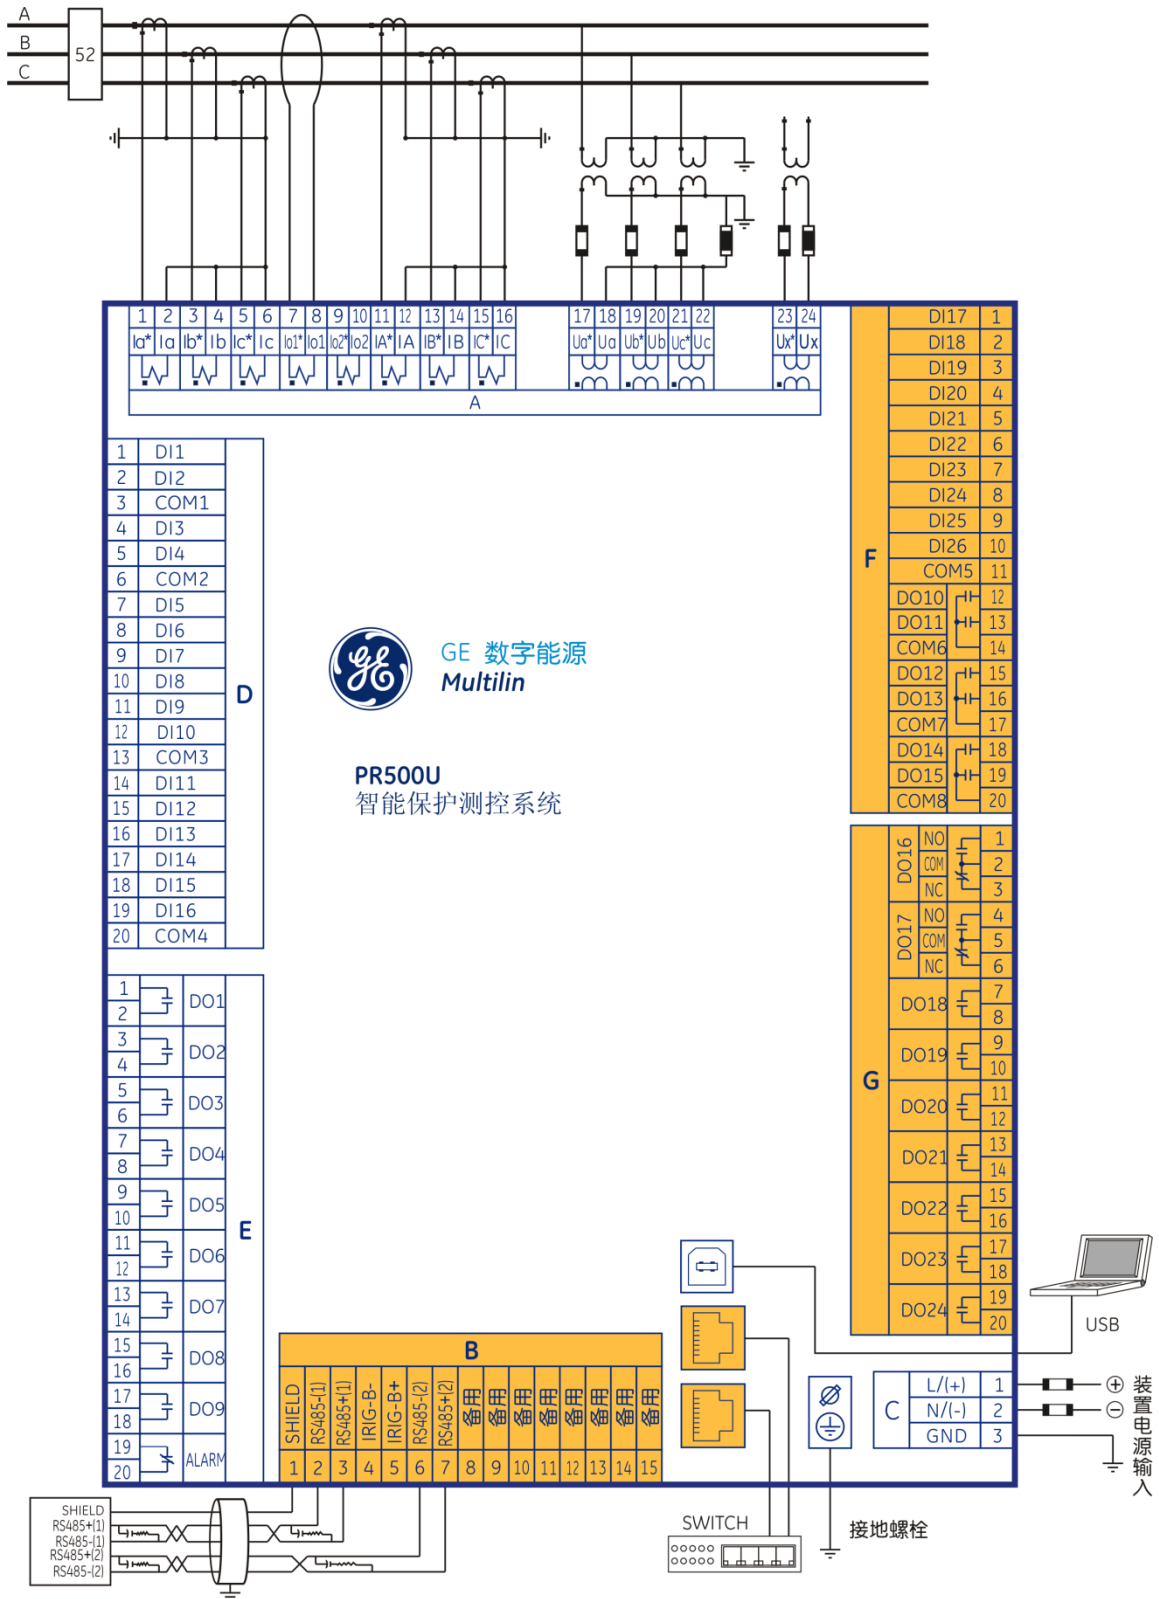 A
B
C
52
1 2 3 4 5 6 7 8 9 10 11 12 13 14 15 16 17 18 19 20 21 22 23 24
Ia* Ia Ib* Ib Ic* Ic Io1* Io1 Io2* Io2 IA* IA IB* IB IC* IC Ua* Ua Ub* Ub Uc* Uc Ux* Ux
A
1 DI1
2 DI2
3 COM1
4 DI3
5 DI4
6 COM2
7 DI5
8 DI6
9 DI7
10 DI8
11 DI9
12 DI10
13 COM3
14 DI11
15 DI12
16 DI13
17 DI14
18 DI15
19 DI16
20 COM4
D
GE 数字能源
Multilin
PR500U
智能保护测控系统
DI17 1
DI18 2
DI19 3
DI20 4
DI21 5
DI22 6
DI23 7
DI24 8
DI25 9
DI26 10
COM5 11
DO10 12
DO11 13
COM6 14
DO12 15
DO13 16
COM7 17
DO14 18
DO15 19
COM8 20
F
DO16
NO 1
COM 2
NC 3
DO17
NO 4
COM 5
NC 6
DO18 7 8
DO19 9 10
DO20 11 12
DO21 13 14
DO22 15 16
DO23 17 18
DO24 19 20
G
1 2 DO1
3 4 DO2
5 6 DO3
7 8 DO4
9 10 DO5
11 12 DO6
13 14 DO7
15 16 DO8
17 18 DO9
19 20 ALARM
E
B
SHIELD RS485-(1) RS485+(1) IRIG-B- IRIG-B+ RS485-(2) RS485+(2) 备用 备用 备用 备用 备用 备用 备用 备用
1 2 3 4 5 6 7 8 9 10 11 12 13 14 15
USB
C
L/(+) 1
N/(-) 2
GND 3
装置电源输入
SHIELD
RS485+(1)
RS485-(1)
RS485+(2)
RS485-(2)
SWITCH
接地螺栓